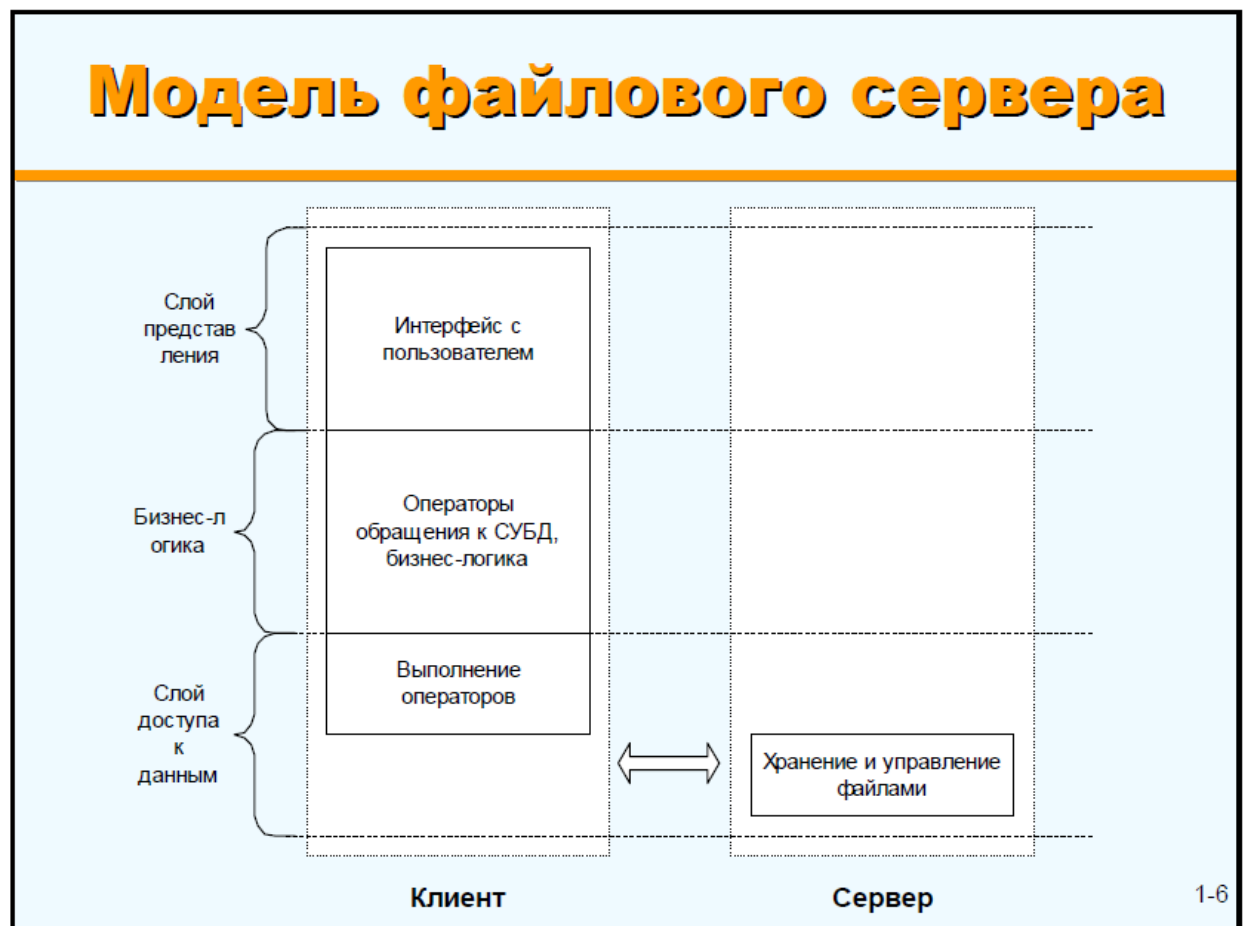 Модель файлового сервера
Слой
представ
ления
Интерфейс с
пользователем
Бизнес-л
огика
Операторы
обращения к СУБД,
бизнес-логика
Слой
доступа
к
данным
Выполнение
операторов
Хранение и управление
файлами
Клиент
Сервер
1-6